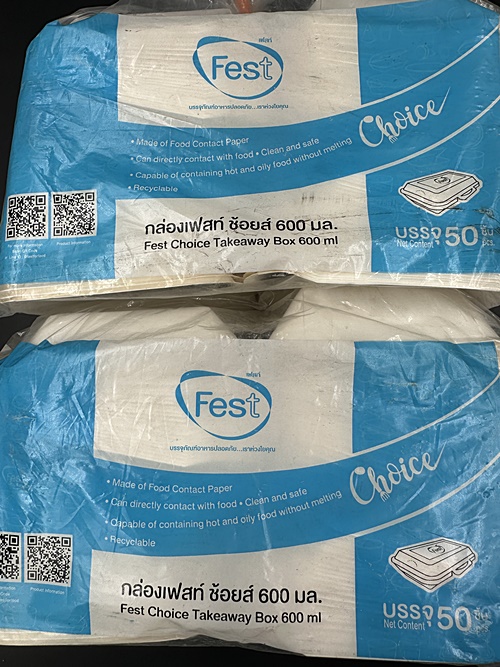 เฟสท์
Fest
บรรจุภัณฑ์อาหารปลอดภัย...เราห่วงใยคุณ
Choice
• Made of Food Contact Paper
• Can directly contact with food • Clean and safe
• Capable of containing hot and oily food without melting
• Recyclable
Product information
กล่องเฟสท์ ช้อยส์ 600 มล.
Fest Choice Takeaway Box 600 ml
บรรจุ 50 ชิ้น
Net Content pcs.
เฟสท์
Fest
บรรจุภัณฑ์อาหารปลอดภัย...เราห่วงใยคุณ
Choice
• Made of Food Contact Paper
• Can directly contact with food • Clean and safe
• Capable of containing hot and oily food without melting
• Recyclable
Product information
กล่องเฟสท์ ช้อยส์ 600 มล.
Fest Choice Takeaway Box 600 ml
บรรจุ 50 ชิ้น
Net Content